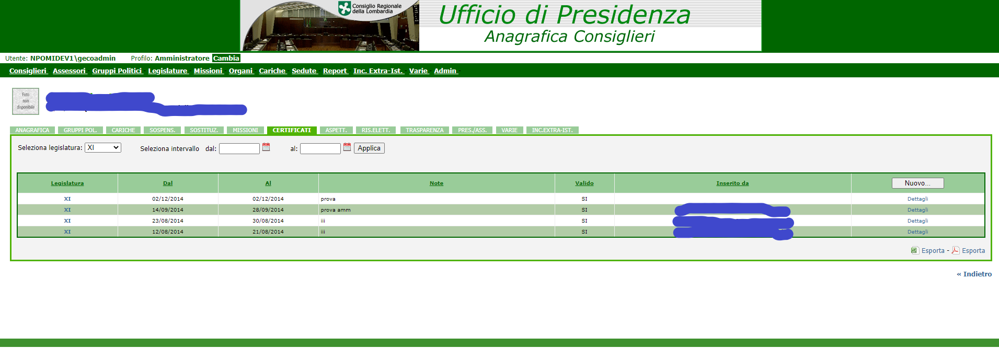 Consiglio Regionale
della Lombardia
Ufficio di Presidenza
Anagrafica Consiglieri
Utente: NPOMIDEV1\gecoadmin Profilo: Amministratore Cambia
Consiglieri - Assessori - Gruppi Politici - Legislature - Missioni - Organi - Cariche - Sedute - Report - Inc. Extra-Ist. - Varie - Admin -
Foto
non
disponibile
ANAGRAFICA GRUPPI POL. CARICHE SOSPENS. SOSTITUZ. MISSIONI CERTIFICATI ASPETT. RIS.ELETT. TRASPARENZA PRES./ASS. VARIE INC.EXTRA-IST.
Seleziona legislatura: XI Seleziona intervallo dal: al: Applica
Legislatura Dal Al Note Valido Inserito da Nuovo...
XI 02/12/2014 02/12/2014 prova SI Dettagli
XI 14/09/2014 28/09/2014 prova amm SI Dettagli
XI 23/08/2014 30/08/2014 iii SI Dettagli
XI 12/08/2014 21/08/2014 iii SI Dettagli
Esporta - Esporta
« Indietro